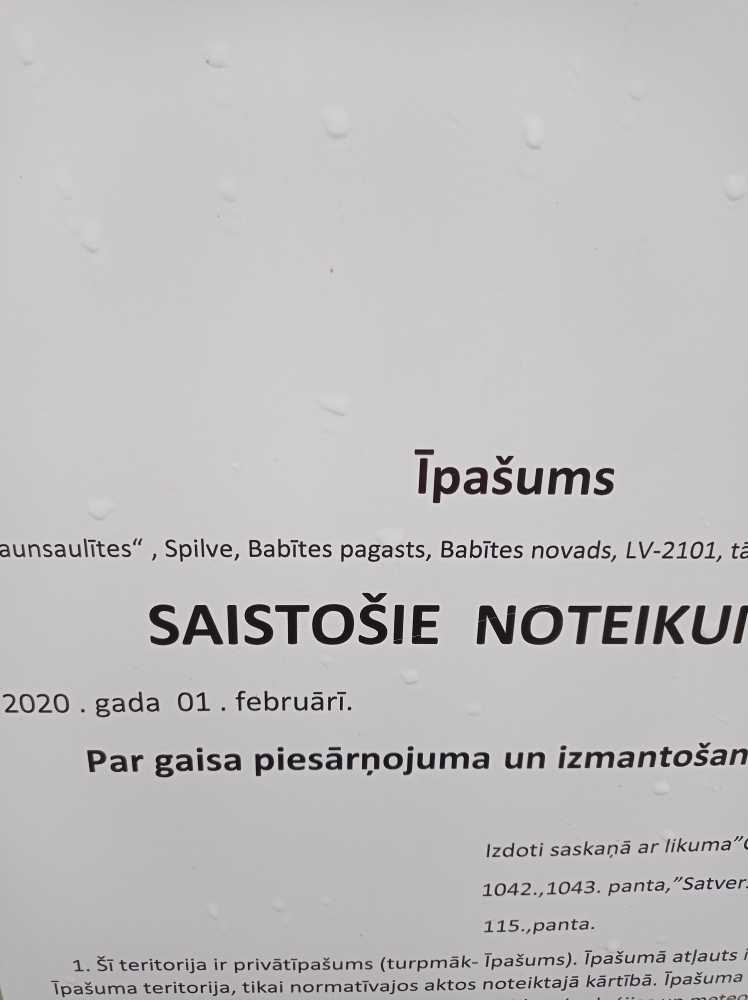 Īpašums
aunsaulītes“ , Spilve, Babītes pagasts, Babītes novads, LV-2101, tā
SAISTOŠIE NOTEIKU
2020 . gada 01 . februārī.
Par gaisa piesārņojuma un izmantošan
Izdoti saskaņā ar likuma”
1042.,1043. panta,”Satver
115.,panta.
1. Šī teritorija ir privātīpašums (turpmāk- Īpašums). Īpašumā atļauts i
Īpašuma teritorija, tikai normatīvajos aktos noteiktajā kārtībā. Īpašuma